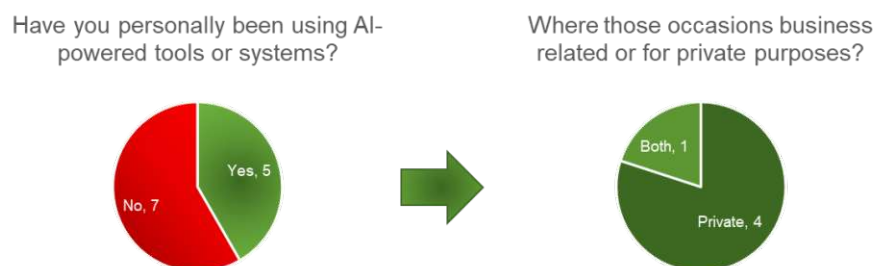 Have you personally been using AI-
powered tools or systems?
Yes, 5
No, 7
Where those occasions business
related or for private purposes?
Both, 1
Private, 4